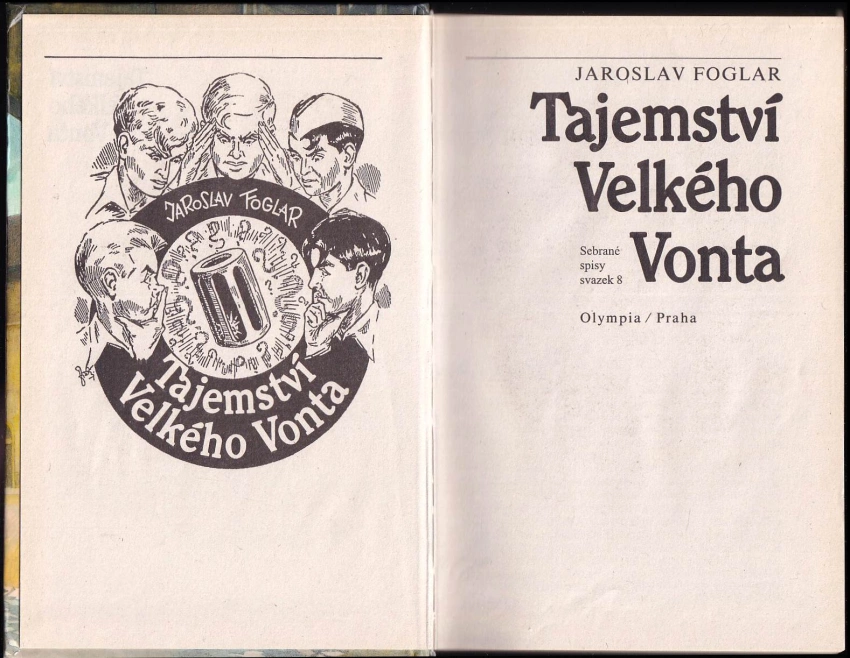 JAROSLAV FOGLAR
Tajemství
Velkého Vonta
JAROSLAV FOGLAR
Tajemství
Velkého
Vonta
Sebrané
spisy
svazek 8
Olympia / Praha